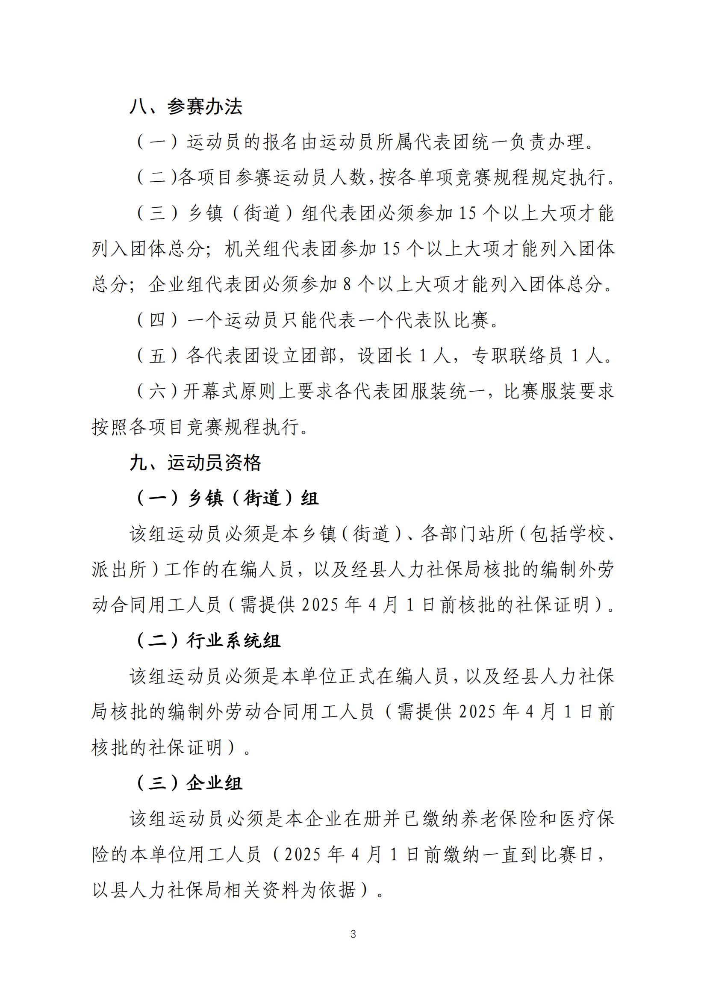 八、参赛办法
（一）运动员的报名由运动员所属代表团统一负责办理。
（二)各项目参赛运动员人数,按各单项竞赛规程规定执行。
（三）乡镇（街道）组代表团必须参加 15 个以上大项才能
列入团体总分；机关组代表团参加 15 个以上大项才能列入团体
总分；企业组代表团必须参加 8 个以上大项才能列入团体总分。
（四）一个运动员只能代表一个代表队比赛。
（五）各代表团设立团部，设团长 1 人，专职联络员 1 人。
（六）开幕式原则上要求各代表团服装统一，比赛服装要求
按照各项目竞赛规程执行。
九、运动员资格
（一）乡镇（街道）组
该组运动员必须是本乡镇（街道）、各部门站所（包括学校、
派出所）工作的在编人员，以及经县人力社保局核批的编制外劳
动合同用工人员（需提供 2025 年 4 月 1 日前核批的社保证明）。
（二）行业系统组
该组运动员必须是本单位正式在编人员，以及经县人力社保
局核批的编制外劳动合同用工人员（需提供 2025 年 4 月 1 日前
核批的社保证明）。
（三）企业组
该组运动员必须是本企业在册并已缴纳养老保险和医疗保
险的本单位用工人员（2025 年 4 月 1 日前缴纳一直到比赛日，
以县人力社保局相关资料为依据）。
3